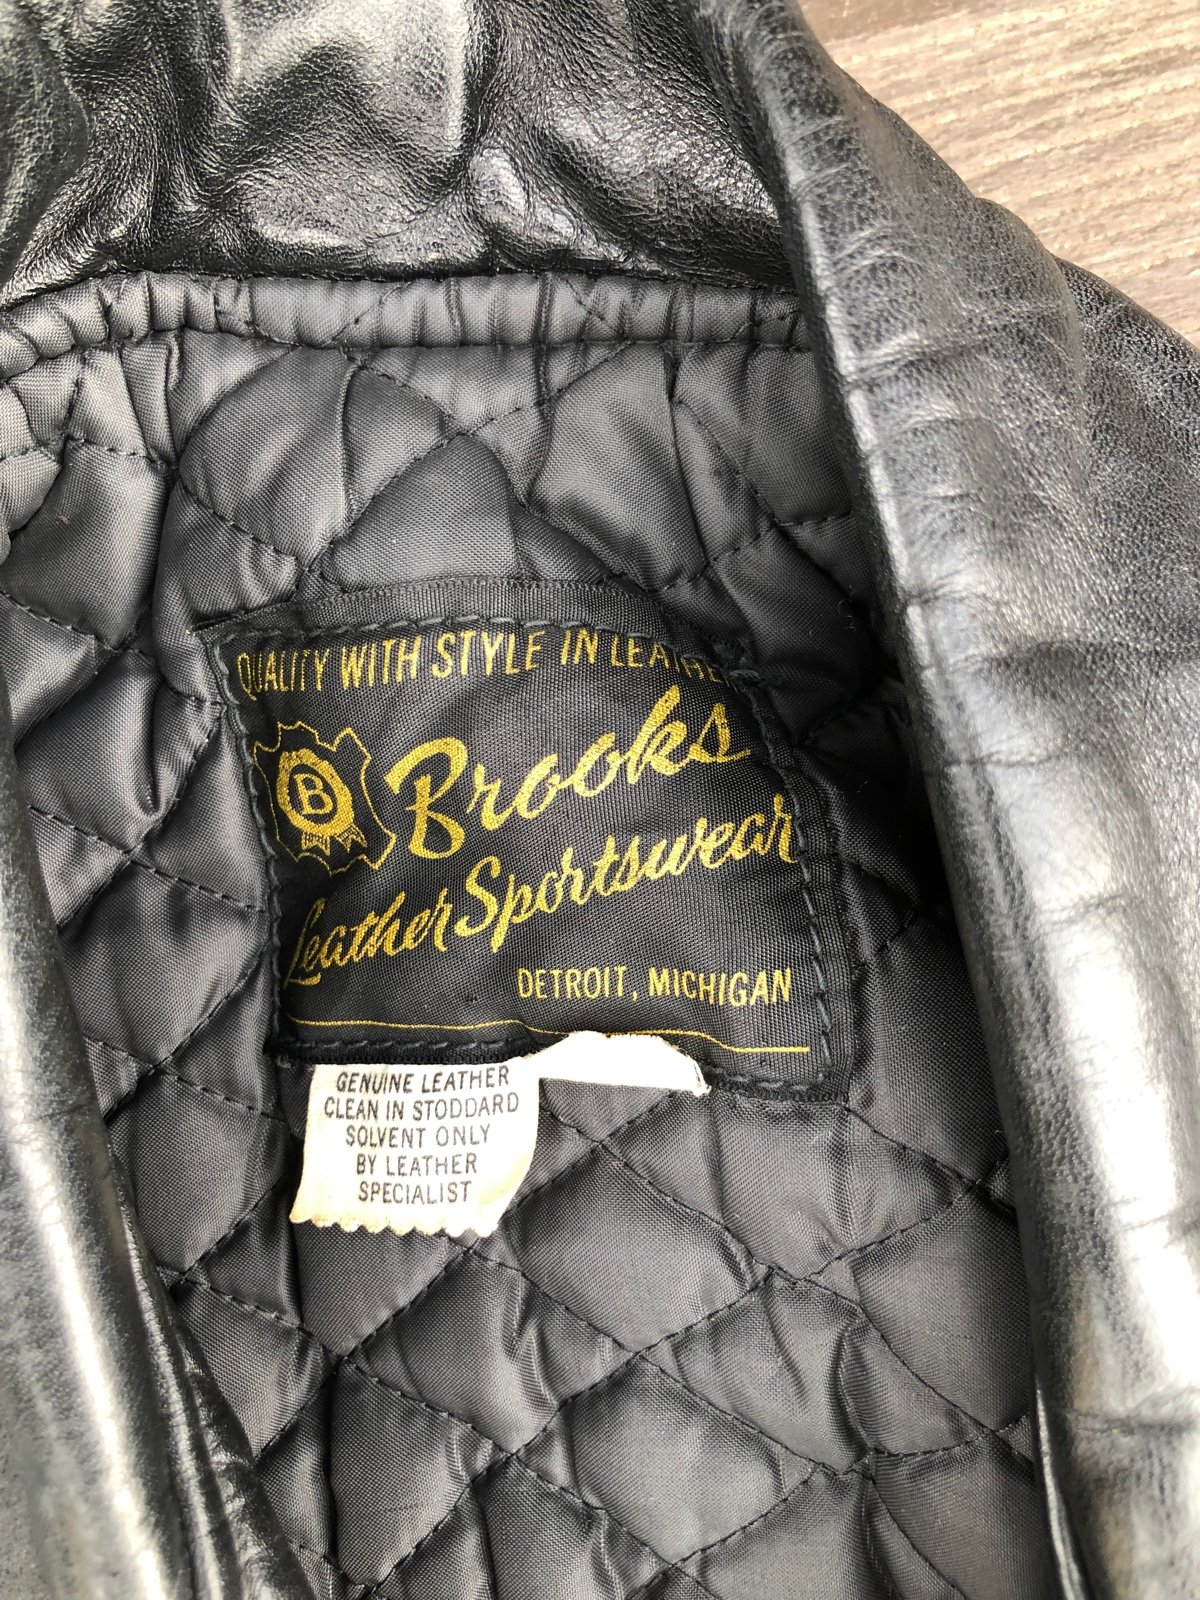 QUALITY WITH STYLE IN LEATHER
B
Brooks
Leather Sportswear
DETROIT, MICHIGAN
GENUINE LEATHER
CLEAN IN STODDARD
SOLVENT ONLY
BY LEATHER
SPECIALIST